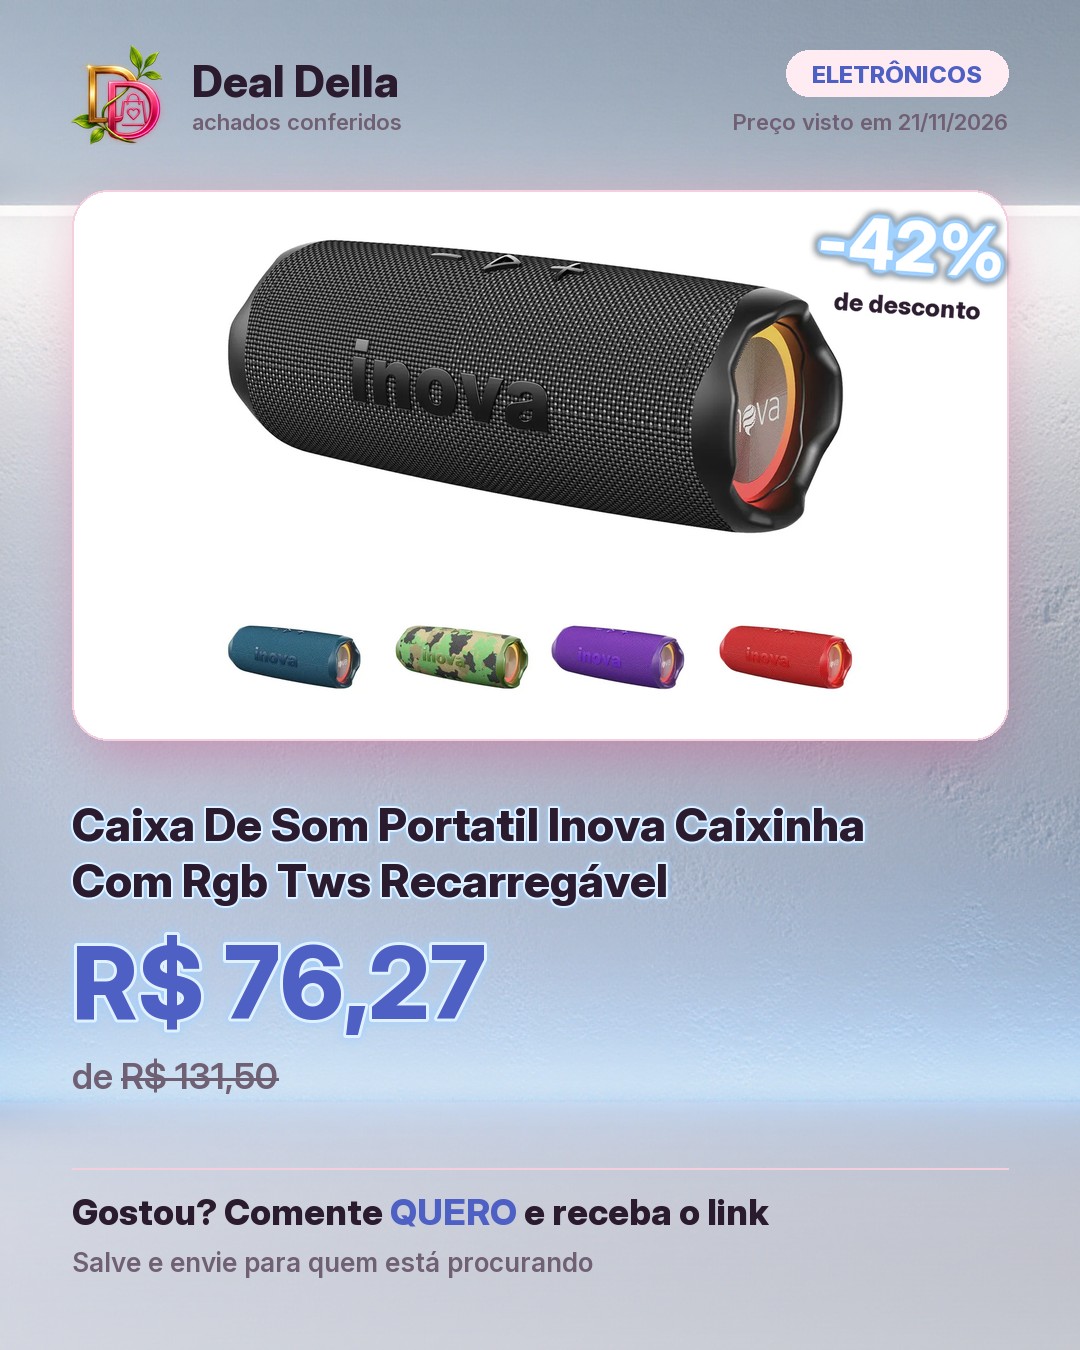 Deal Della
achados conferidos
ELETRÔNICOS
Preço visto em 21/11/2026
-42%
de desconto
inova
inova
inova
inova
inova
Caixa De Som Portatil Inova Caixinha
Com Rgb Tws Recarregável
R$ 76,27
de R$ 131,50
Gostou? Comente QUERO e receba o link
Salve e envie para quem está procurando